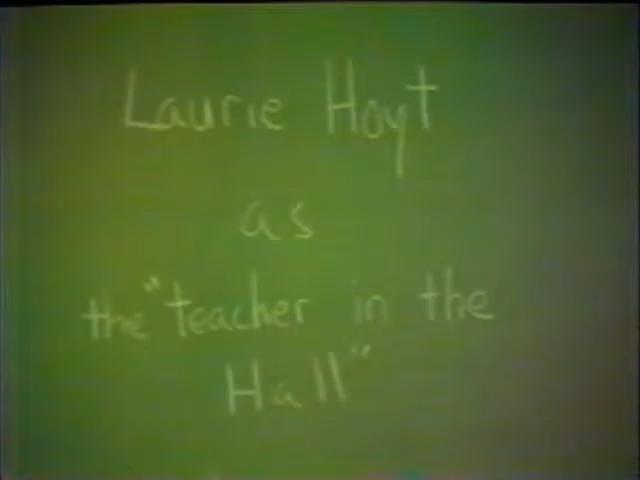 Laurie Hoyt
as
the "teacher in the
Hall"